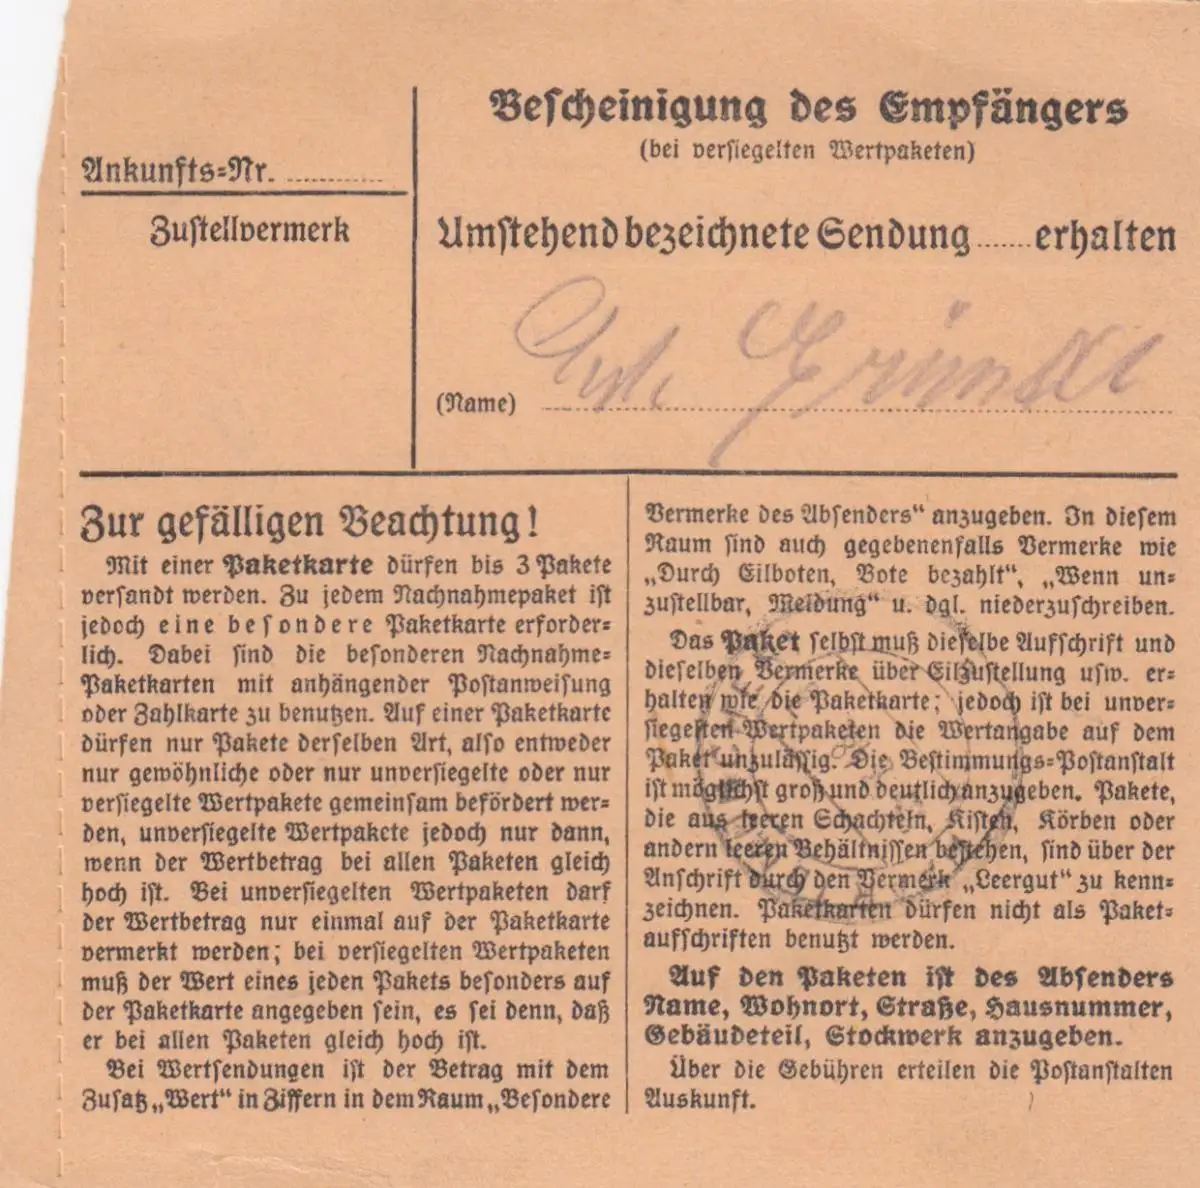 Ankunfts=Nr. ............
Zustellvermerk
Bescheinigung des Empfängers
(bei versiegelten Wertpaketen)
Umstehend bezeichnete Sendung ...... erhalten
(Name)
Zur gefälligen Beachtung!
Mit einer Paketkarte dürfen bis 3 Pakete
versandt werden. Zu jedem Nachnahmepaket ist
jedoch eine besondere Paketkarte erforder=
lich. Dabei sind die besonderen Nachnahme=
Paketkarten mit anhängender Postanweisung
oder Zahlkarte zu benutzen. Auf einer Paketkarte
dürfen nur Pakete derselben Art, also entweder
nur gewöhnliche oder nur unversiegelte oder nur
versiegelte Wertpakete gemeinsam befördert wer=
den, unversiegelte Wertpakete jedoch nur dann,
wenn der Wertbetrag bei allen Paketen gleich
hoch ist. Bei unversiegelten Wertpaketen darf
der Wertbetrag nur einmal auf der Paketkarte
vermerkt werden; bei versiegelten Wertpaketen
muß der Wert eines jeden Pakets besonders auf
der Paketkarte angegeben sein, es sei denn, daß
er bei allen Paketen gleich hoch ist.
Bei Wertsendungen ist der Betrag mit dem
Zusatz „Wert" in Ziffern in dem Raum „Besondere
Vermerke des Absenders" anzugeben. In diesem
Raum sind auch gegebenenfalls Vermerke wie
„Durch Eilboten, Bote bezahlt", „Wenn un=
zustellbar, Meldung" u. dgl. niederzuschreiben.
Das Paket selbst muß dieselbe Aufschrift und
dieselben Vermerke über Eilzustellung usw. er=
halten wie die Paketkarte; jedoch ist bei unver=
siegelten Wertpaketen die Wertangabe auf dem
Paket unzulässig. Die Bestimmungs=Postanstalt
ist möglichst groß und deutlich anzugeben. Pakete,
die aus leeren Schachteln, Kisten, Körben oder
andern leeren Behältnissen bestehen, sind über der
Anschrift durch den Vermerk „Leergut" zu kenn=
zeichnen. Paketkarten dürfen nicht als Paket=
aufschriften benutzt werden.
Auf den Paketen ist des Absenders
Name, Wohnort, Straße, Hausnummer,
Gebäudeteil, Stockwerk anzugeben.
Über die Gebühren erteilen die Postanstalten
Auskunft.